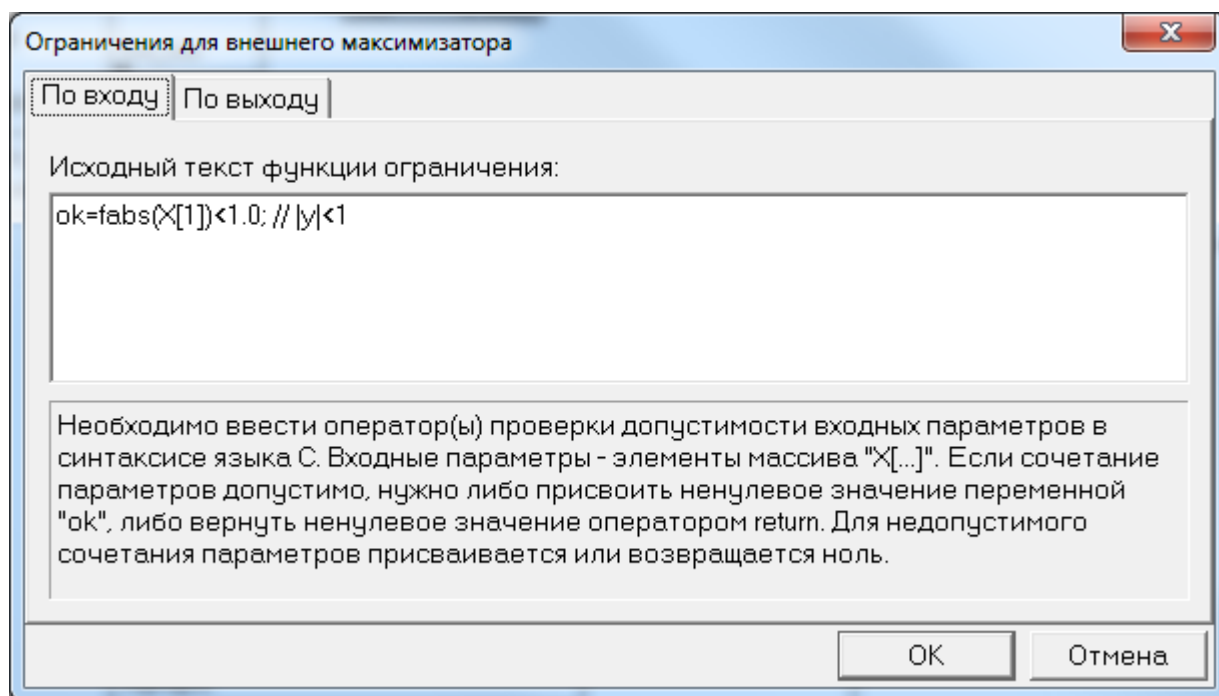 Ограничения для внешнего максимизатора
По входу По выходу
Исходный текст функции ограничения:
ok=fabs(X[1])<1.0; // |y|<1
Необходимо ввести оператор(ы) проверки допустимости входных параметров в
синтаксисе языка C. Входные параметры - элементы массива "X[...]". Если сочетание
параметров допустимо, нужно либо присвоить ненулевое значение переменной
"ok", либо вернуть ненулевое значение оператором return. Для недопустимого
сочетания параметров присваивается или возвращается ноль.
OK Отмена